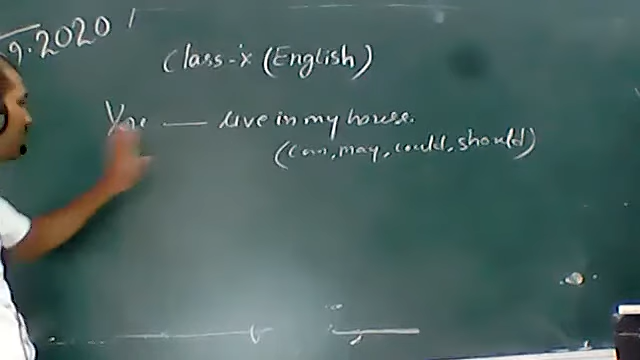 9.2020
Class-x (English)
You — live in my house.
(can, may, could, should)